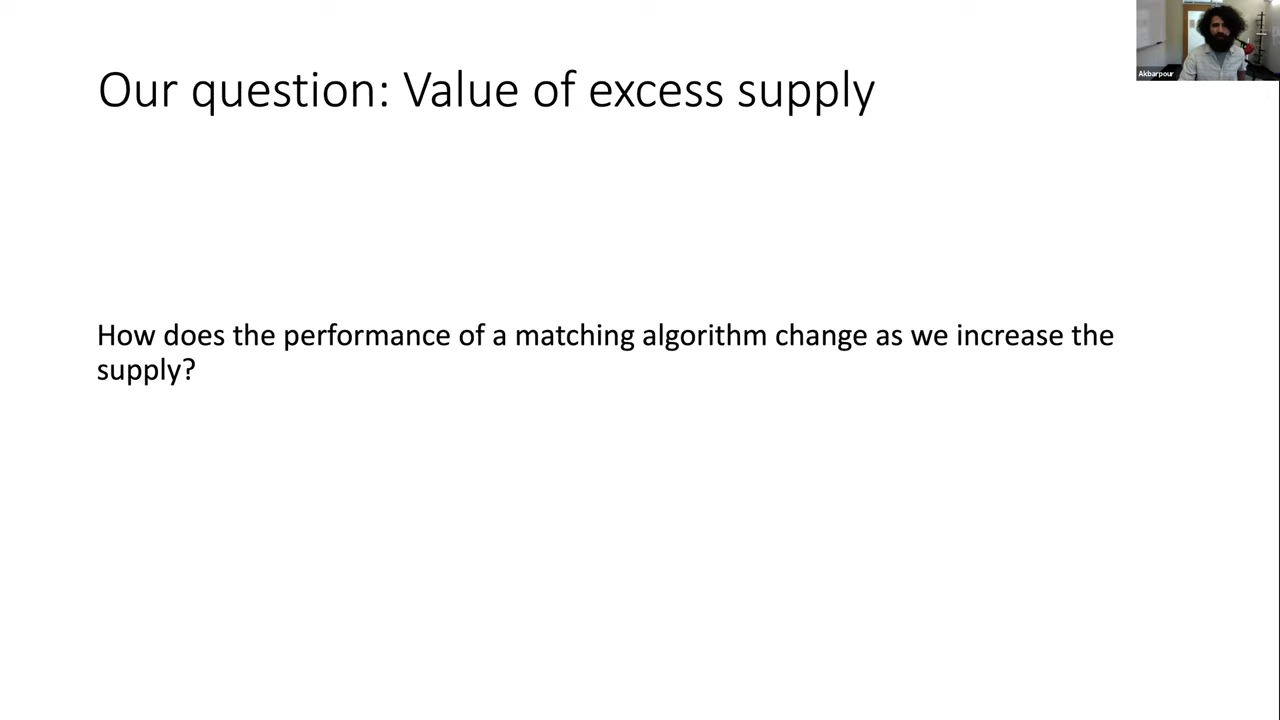 Akbarpour
Our question: Value of excess supply
How does the performance of a matching algorithm change as we increase the
supply?